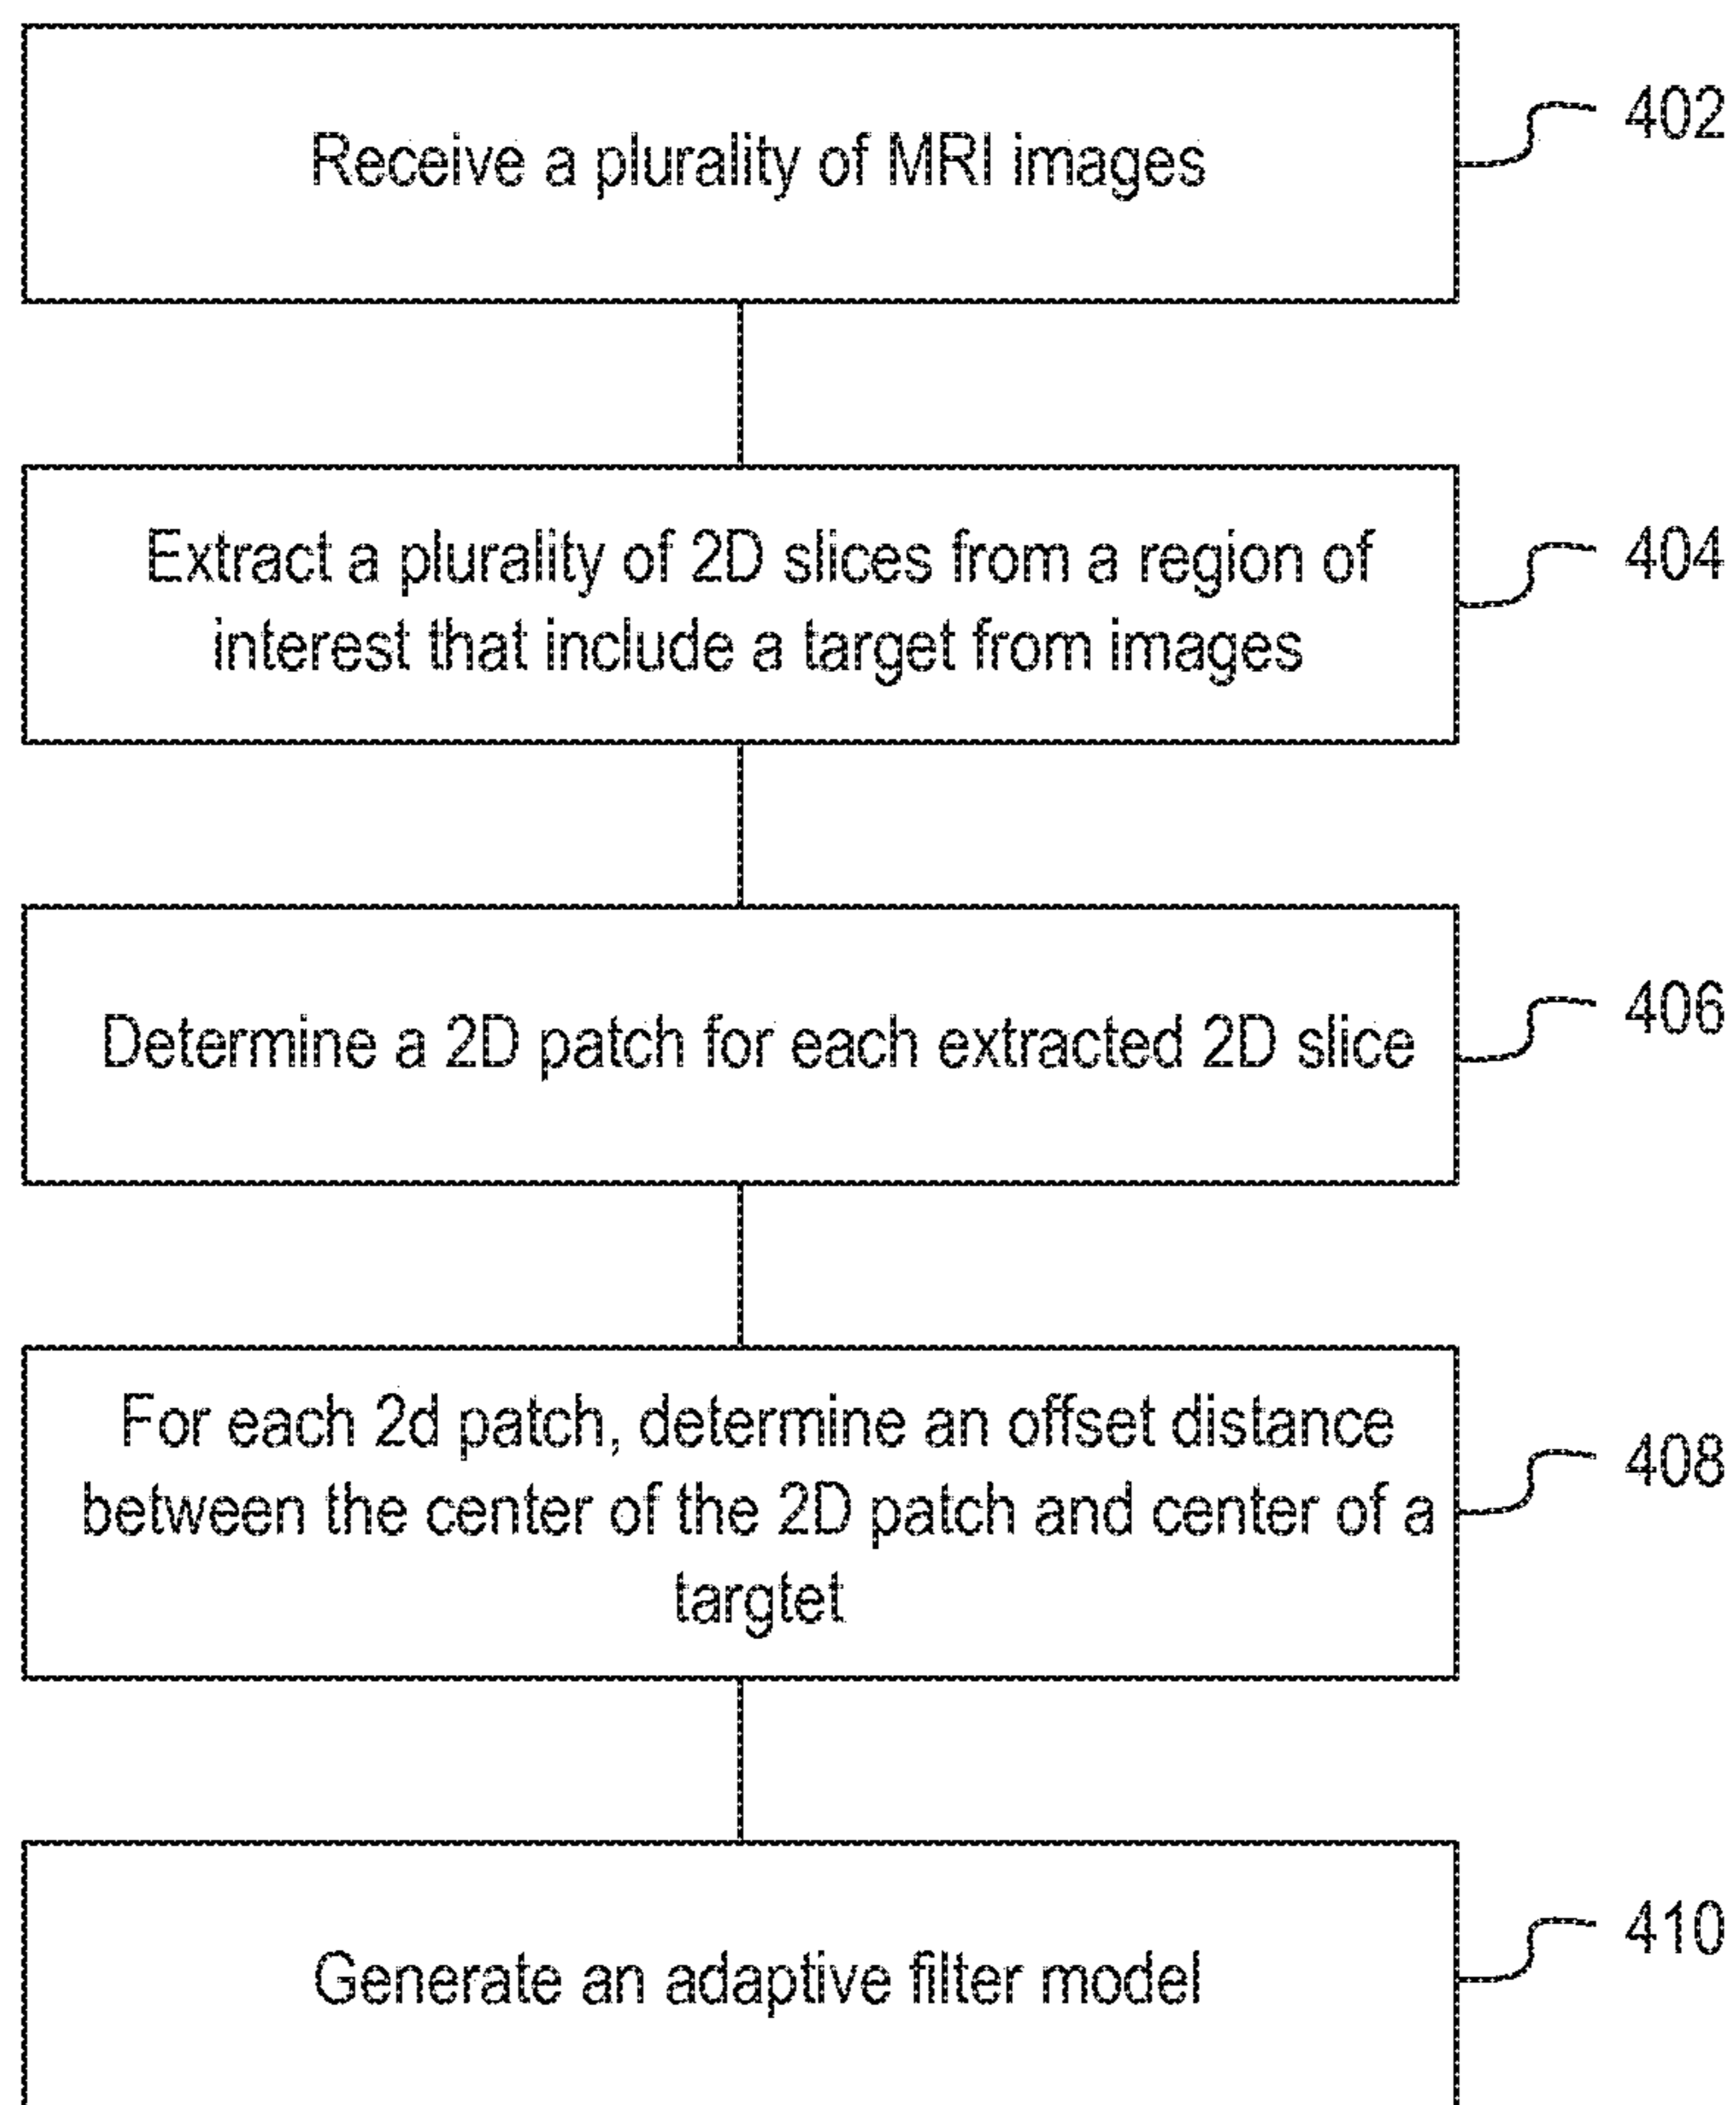 Receive a plurality of MRI images
402
Extract a plurality of 2D slices from a region of
interest that include a target from images
404
Determine a 2D patch for each extracted 2D slice
406
For each 2d patch, determine an offset distance
between the center of the 2D patch and center of a
targtet
408
Generate an adaptive filter model
410